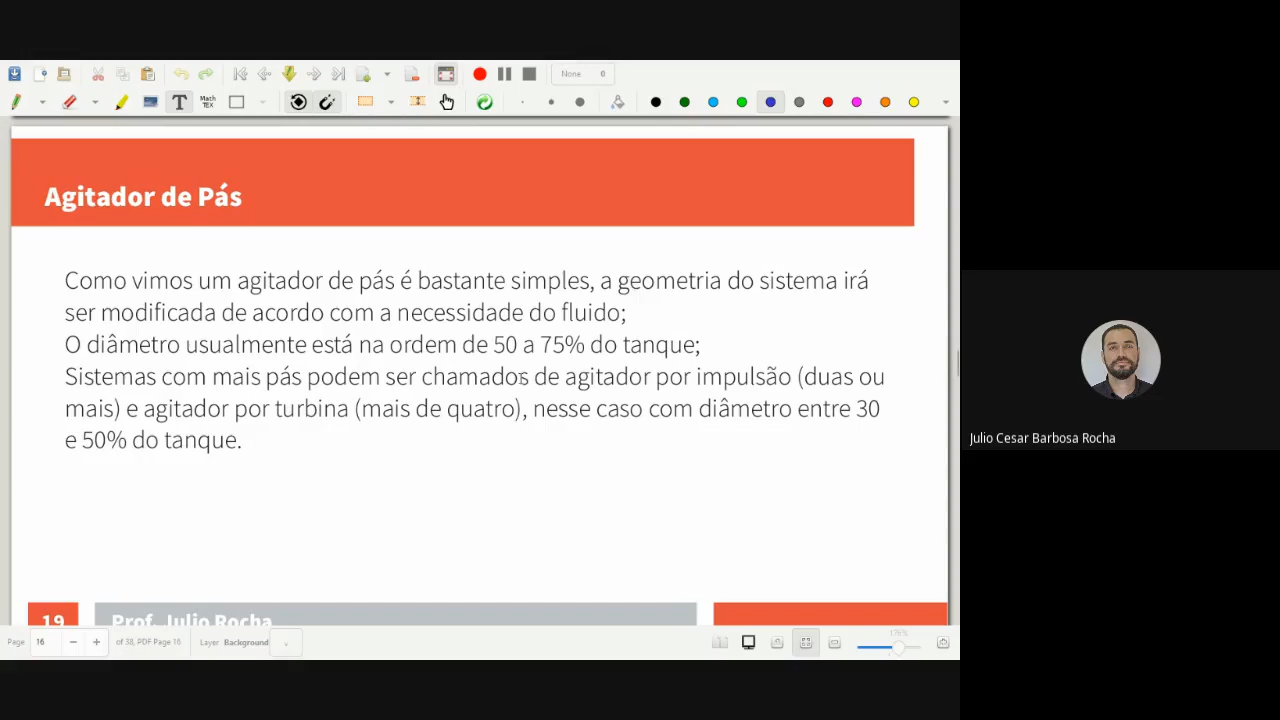 None 0
Math
TEX
Agitador de Pás
Como vimos um agitador de pás é bastante simples, a geometria do sistema irá
ser modificada de acordo com a necessidade do fluido;
O diâmetro usualmente está na ordem de 50 a 75% do tanque;
Sistemas com mais pás podem ser chamados de agitador por impulsão (duas ou
mais) e agitador por turbina (mais de quatro), nesse caso com diâmetro entre 30
e 50% do tanque.
Julio Cesar Barbosa Rocha
19 Prof. Julio Rocha
Page 16 of 38, PDF Page 16 Layer Background
176%